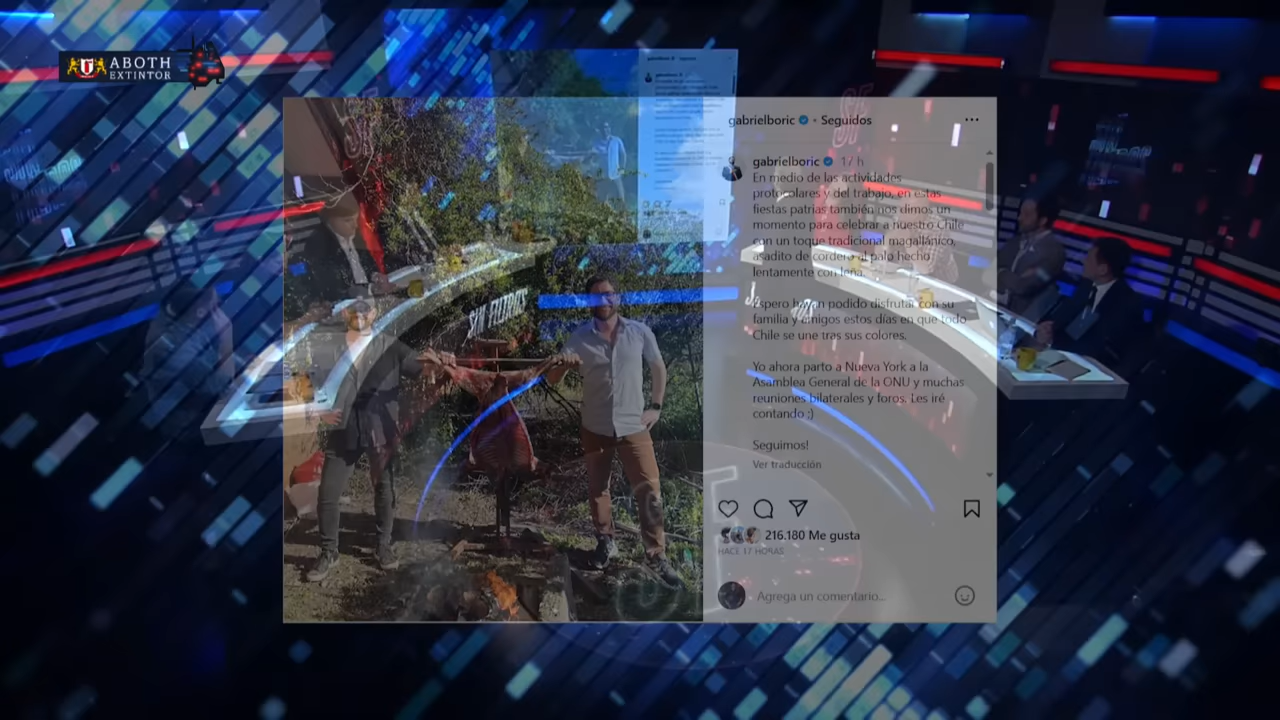 ABOTH
EXTINTOR
gabrielboric • Seguidos
gabrielboric
En medio de las actividades
protocolares y del trabajo, en estas
fiestas patrias también nos dimos un
momento para celebrar a nuestro Chile
con un toque tradicional magallánico,
asadito de cordero al palo hecho
lentamente con leña.
Espero hayan podido disfrutar con su
familia y amigos estos días en que todo
Chile se une tras sus colores.
Yo ahora parto a Nueva York a la
Asamblea General de la ONU y muchas
reuniones bilaterales y foros. Les iré
contando :)
Seguimos!
Ver traducción
216.180 Me gusta
HACE 17 HORAS
Agrega un comentario...
SIN FILTROS